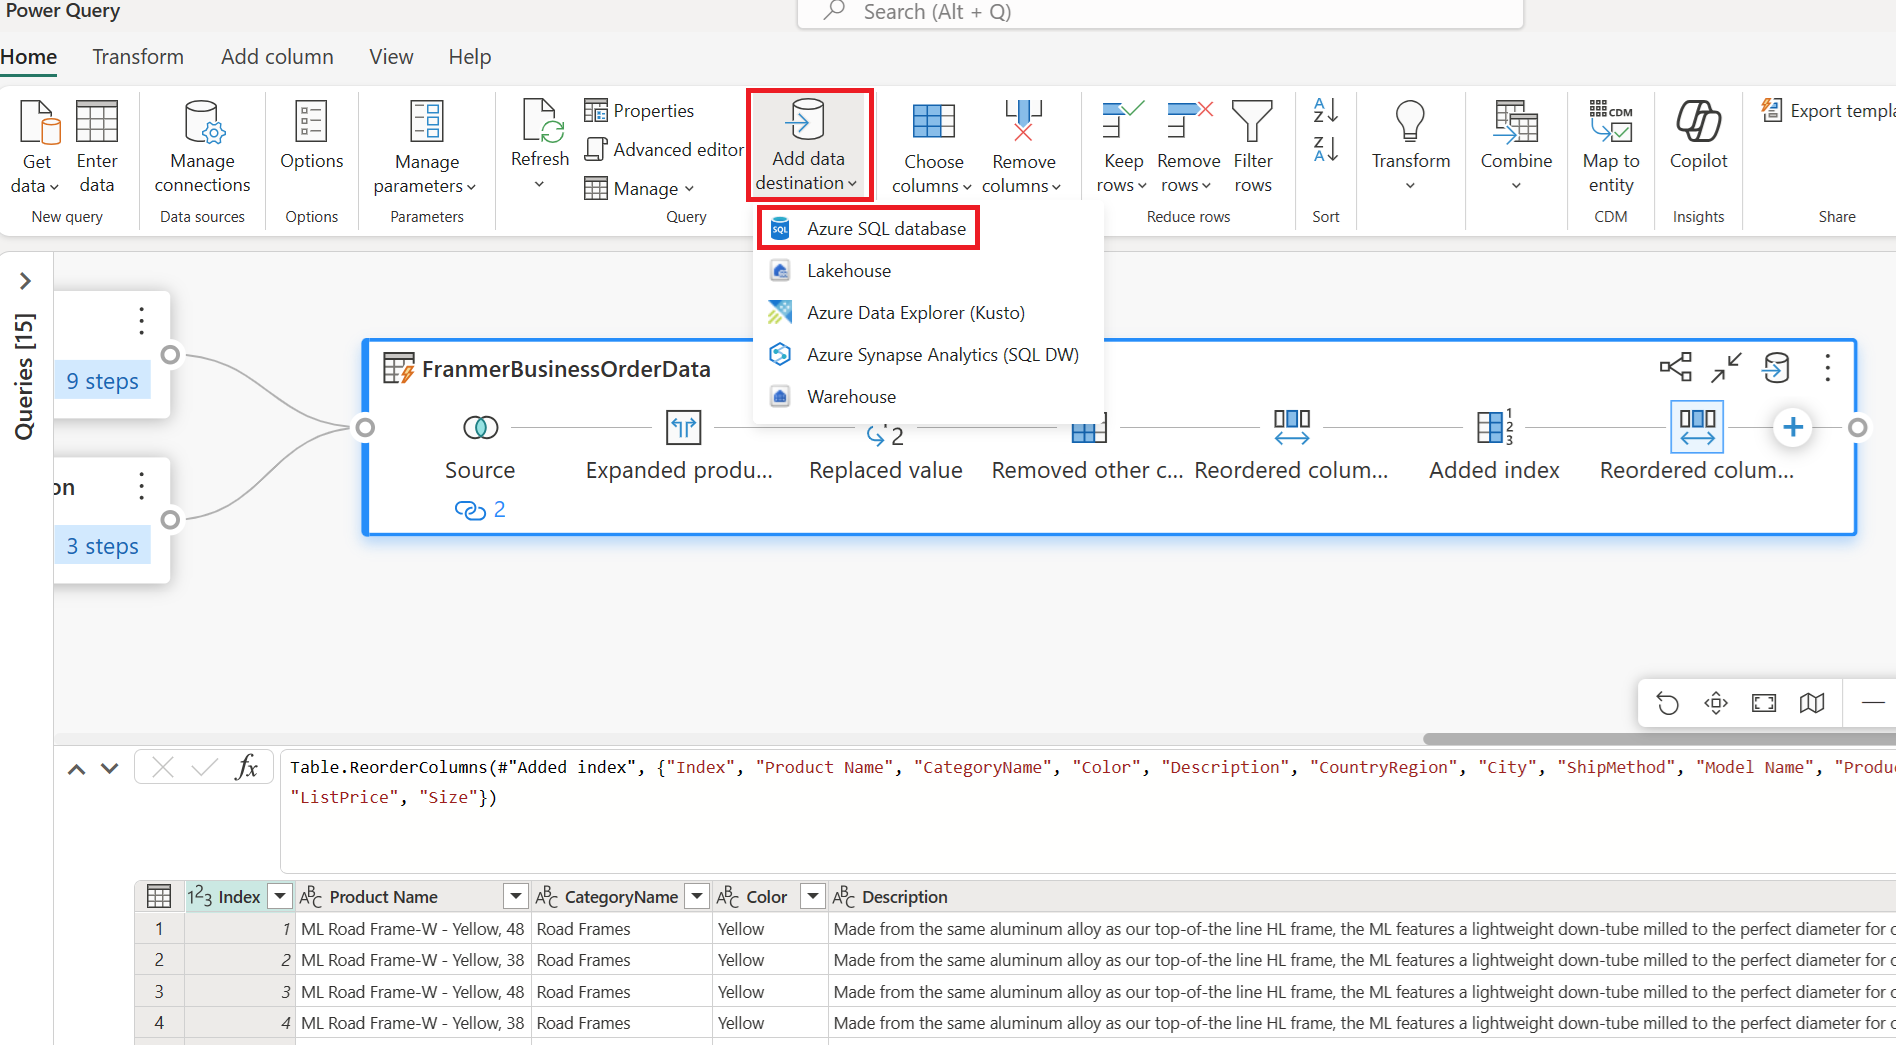 Power Query
Search (Alt + Q)
Home
Transform
Add column
View
Help
Get data
Enter data
New query
Manage connections
Data sources
Options
Options
Manage parameters
Parameters
Refresh
Properties
Advanced editor
Manage
Query
Add data destination
Choose columns
Remove columns
Keep rows
Remove rows
Filter rows
Reduce rows
A
Z
Z
A
Sort
Transform
Combine
CDM
Map to entity
CDM
Copilot
Insights
Export templa
Share
SQL Azure SQL database
Lakehouse
Azure Data Explorer (Kusto)
Azure Synapse Analytics (SQL DW)
Warehouse
Queries [15]
9 steps
on
3 steps
FranmerBusinessOrderData
2
1
2
3
Source
Expanded produ...
Replaced value
Removed other c...
Reordered colum...
Added index
Reordered colum...
2
fx
Table.ReorderColumns(#"Added index", {"Index", "Product Name", "CategoryName", "Color", "Description", "CountryRegion", "City", "ShipMethod", "Model Name", "Produc
"ListPrice", "Size"})
123 Index ABC Product Name ABC CategoryName ABC Color ABC Description
1 1 ML Road Frame-W - Yellow, 48 Road Frames Yellow Made from the same aluminum alloy as our top-of-the line HL frame, the ML features a lightweight down-tube milled to the perfect diameter for o
2 2 ML Road Frame-W - Yellow, 38 Road Frames Yellow Made from the same aluminum alloy as our top-of-the line HL frame, the ML features a lightweight down-tube milled to the perfect diameter for o
3 3 ML Road Frame-W - Yellow, 48 Road Frames Yellow Made from the same aluminum alloy as our top-of-the line HL frame, the ML features a lightweight down-tube milled to the perfect diameter for o
4 4 ML Road Frame-W - Yellow, 38 Road Frames Yellow Made from the same aluminum alloy as our top-of-the line HL frame, the ML features a lightweight down-tube milled to the perfect diameter for o